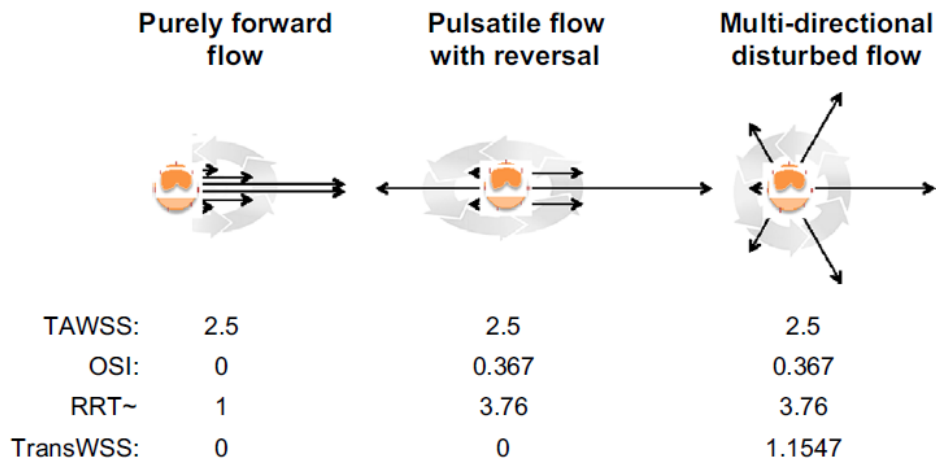 Purely forward flow
Pulsatile flow with reversal
Multi-directional disturbed flow
TAWSS: 2.5 2.5 2.5
OSI: 0 0.367 0.367
RRT~ 1 3.76 3.76
TransWSS: 0 0 1.1547